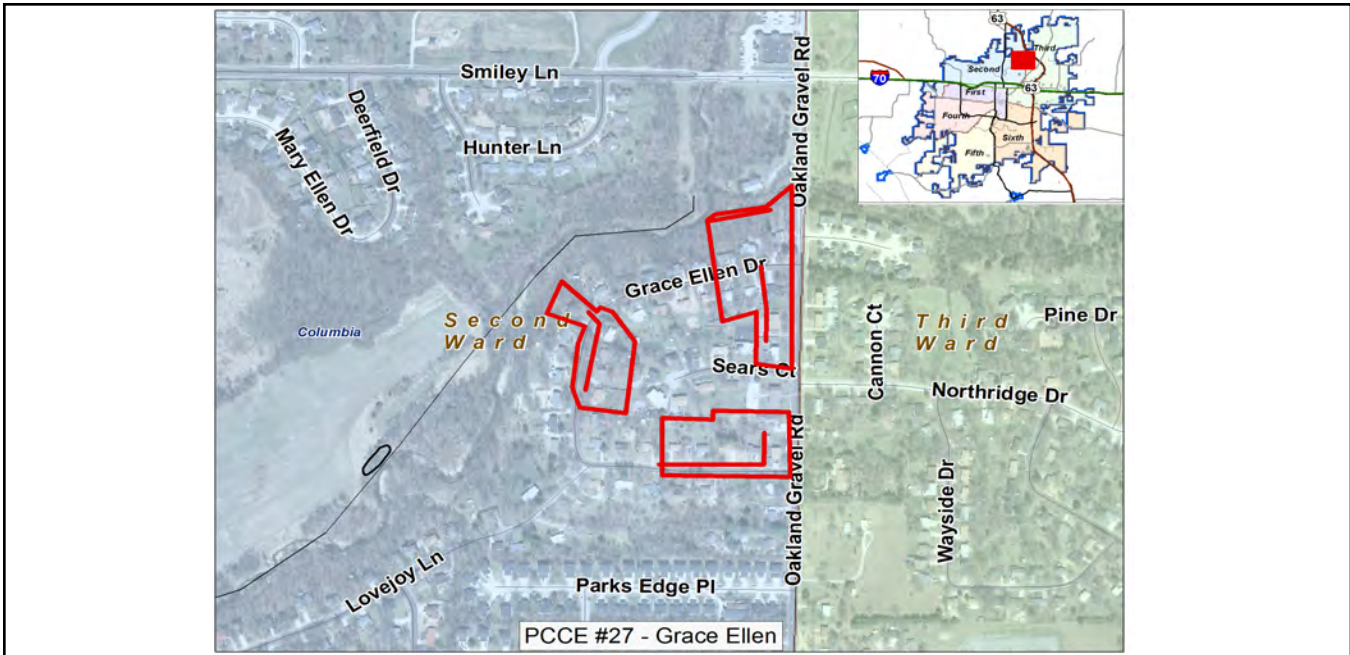 63
Third
Second
70
63
First
Fourth
Sixth
Fifth
Smiley Ln
Oakland Gravel Rd
Deerfield Dr
Hunter Ln
Mary Ellen Dr
Grace Ellen Dr
Columbia
Second
Ward
Third
Ward
Pine Dr
Cannon Ct
Sears Ct
Northridge Dr
Oakland Gravel Rd
Wayside Dr
Lovejoy Ln
Parks Edge Pl
PCCE #27 - Grace Ellen